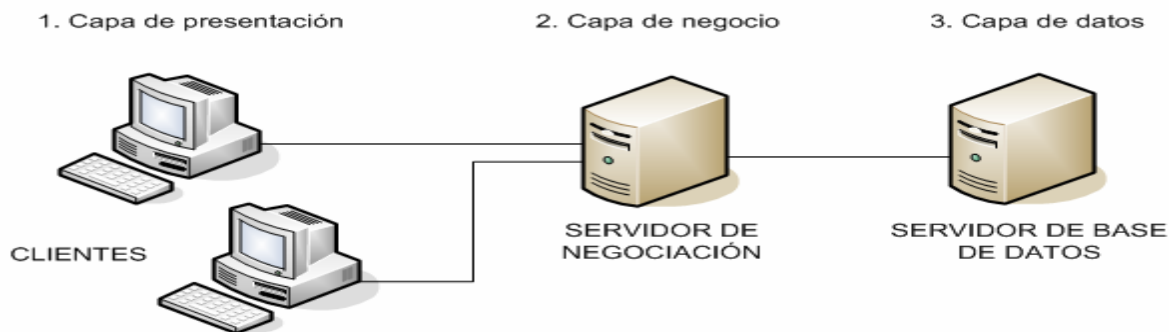 1. Capa de presentación
2. Capa de negocio
3. Capa de datos
CLIENTES
SERVIDOR DE
NEGOCIACIÓN
SERVIDOR DE BASE
DE DATOS